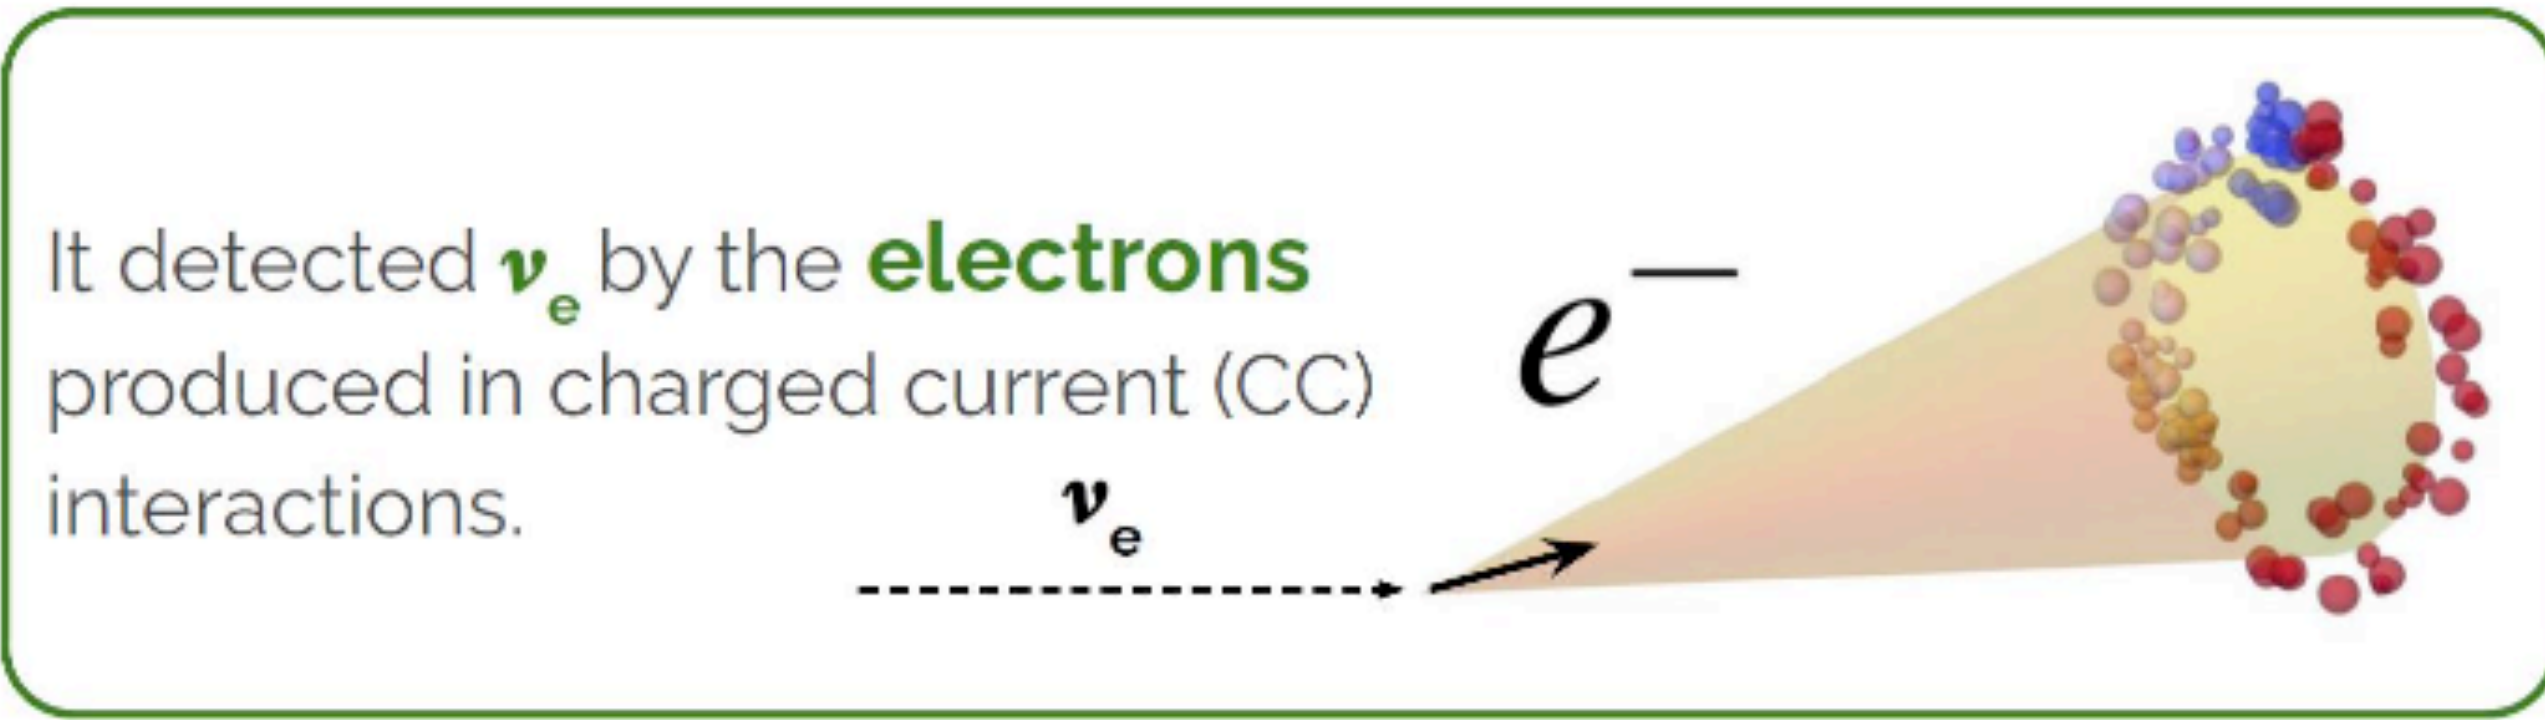 It detected νₑ by the electrons
produced in charged current (CC)
interactions.
νₑ
e⁻